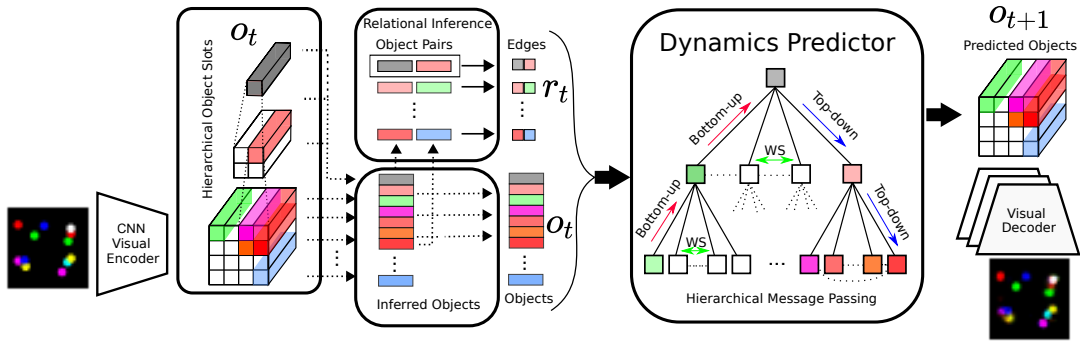 CNN
Visual
Encoder
Hierarchical Object Slots
o_t
Relational Inference
Object Pairs
Edges
r_t
Inferred Objects
o_t
Objects
Dynamics Predictor
Bottom-up
Top-down
WS
Bottom-up
Top-down
WS
...
Hierarchical Message Passing
o_{t+1}
Predicted Objects
Visual
Decoder